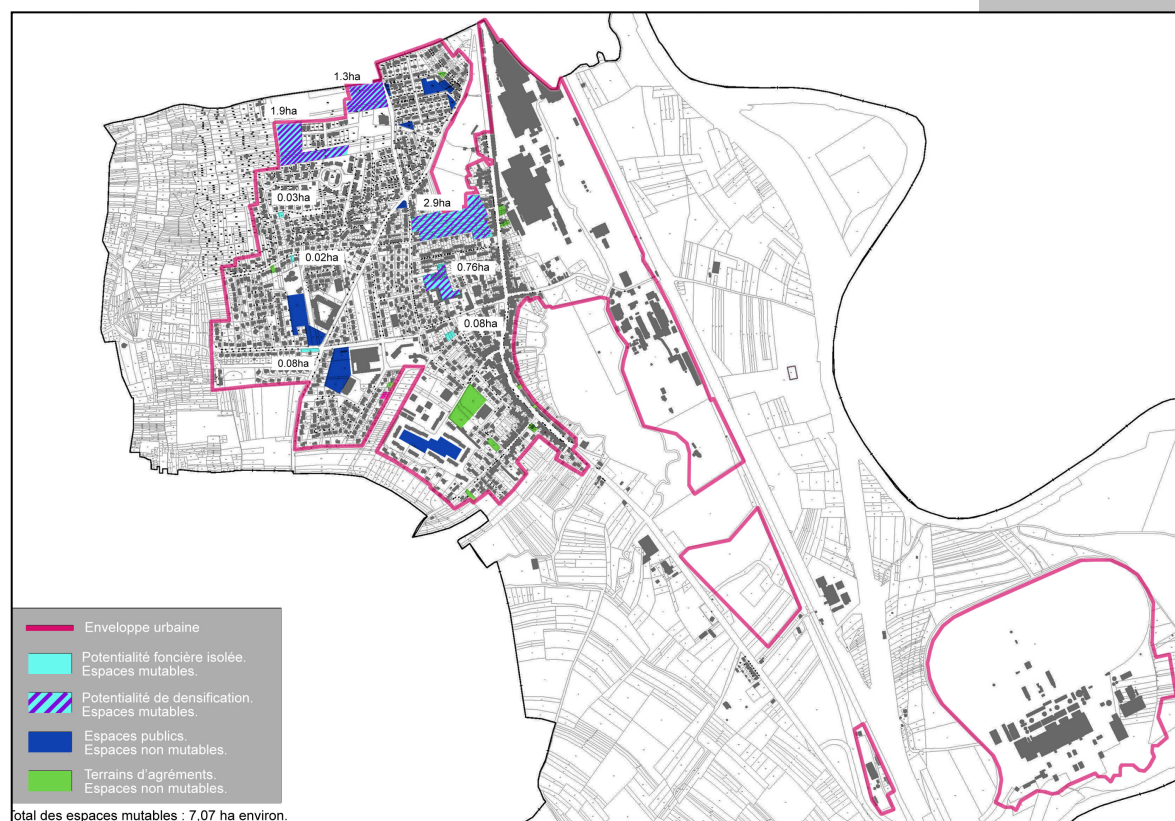 1.3ha
1.9ha
0.03ha
2.9ha
0.02ha
0.76ha
0.08ha
0.08ha
Enveloppe urbaine
Potentialité foncière isolée.
Espaces mutables.
Potentialité de densification.
Espaces mutables.
Espaces publics.
Espaces non mutables.
Terrains d'agréments.
Espaces non mutables.
Total des espaces mutables : 7,07 ha environ.